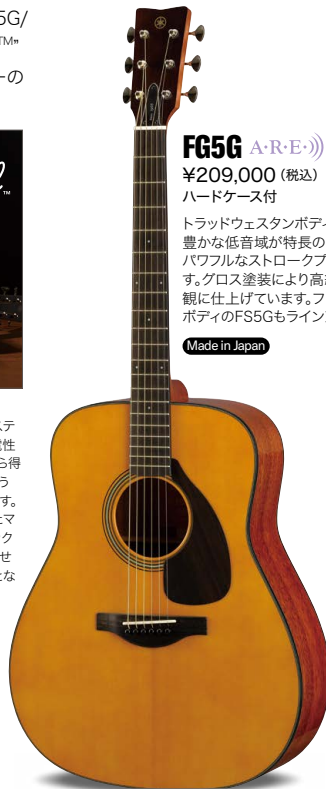 5G/
TM"
ーの
TM
FG5G A・R・E・
¥209,000（税込）
ハードケース付
トラッドウェスタンボディ
豊かな低音域が特長の
パワフルなストロークプ
す。グロス塗装により高
観に仕上げています。フ
ボディのFS5Gもライン
Made in Japan
ステ
性
ら得
う
す。
マ
ク
せ
な